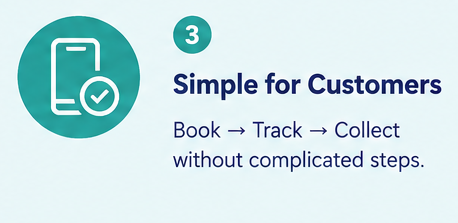 3
Simple for Customers
Book → Track → Collect
without complicated steps.